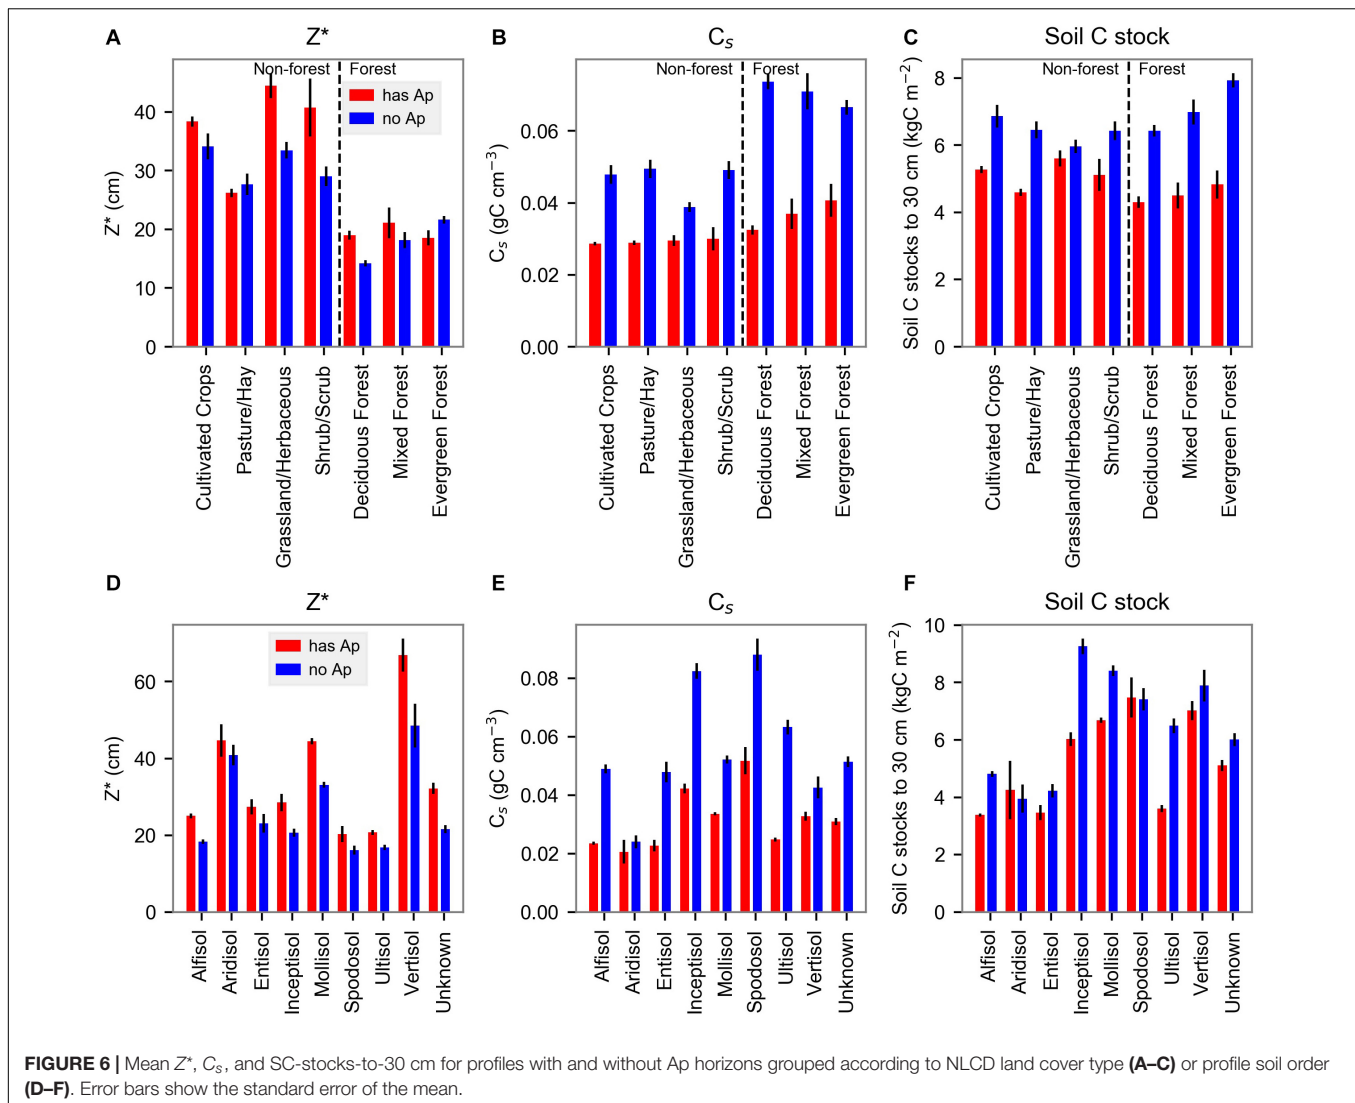 A
Z*
Non-forest
Forest
has Ap
no Ap
Z* (cm)
40
30
20
10
0
Cultivated Crops
Pasture/Hay
Grassland/Herbaceous
Shrub/Scrub
Deciduous Forest
Mixed Forest
Evergreen Forest
B
Cₛ
Non-forest
Forest
Cₛ (gC cm⁻³)
0.06
0.04
0.02
0.00
Cultivated Crops
Pasture/Hay
Grassland/Herbaceous
Shrub/Scrub
Deciduous Forest
Mixed Forest
Evergreen Forest
C
Soil C stock
Non-forest
Forest
Soil C stocks to 30 cm (kgC m⁻²)
8
6
4
2
0
Cultivated Crops
Pasture/Hay
Grassland/Herbaceous
Shrub/Scrub
Deciduous Forest
Mixed Forest
Evergreen Forest
D
Z*
has Ap
no Ap
Z* (cm)
60
40
20
0
Alfisol
Aridisol
Entisol
Inceptisol
Mollisol
Spodosol
Ultisol
Vertisol
Unknown
E
Cₛ
Cₛ (gC cm⁻³)
0.08
0.06
0.04
0.02
0.00
Alfisol
Aridisol
Entisol
Inceptisol
Mollisol
Spodosol
Ultisol
Vertisol
Unknown
F
Soil C stock
Soil C stocks to 30 cm (kgC m⁻²)
10
8
6
4
2
0
Alfisol
Aridisol
Entisol
Inceptisol
Mollisol
Spodosol
Ultisol
Vertisol
Unknown
FIGURE 6 | Mean Z*, Cₛ, and SC-stocks-to-30 cm for profiles with and without Ap horizons grouped according to NLCD land cover type (A–C) or profile soil order
(D–F). Error bars show the standard error of the mean.